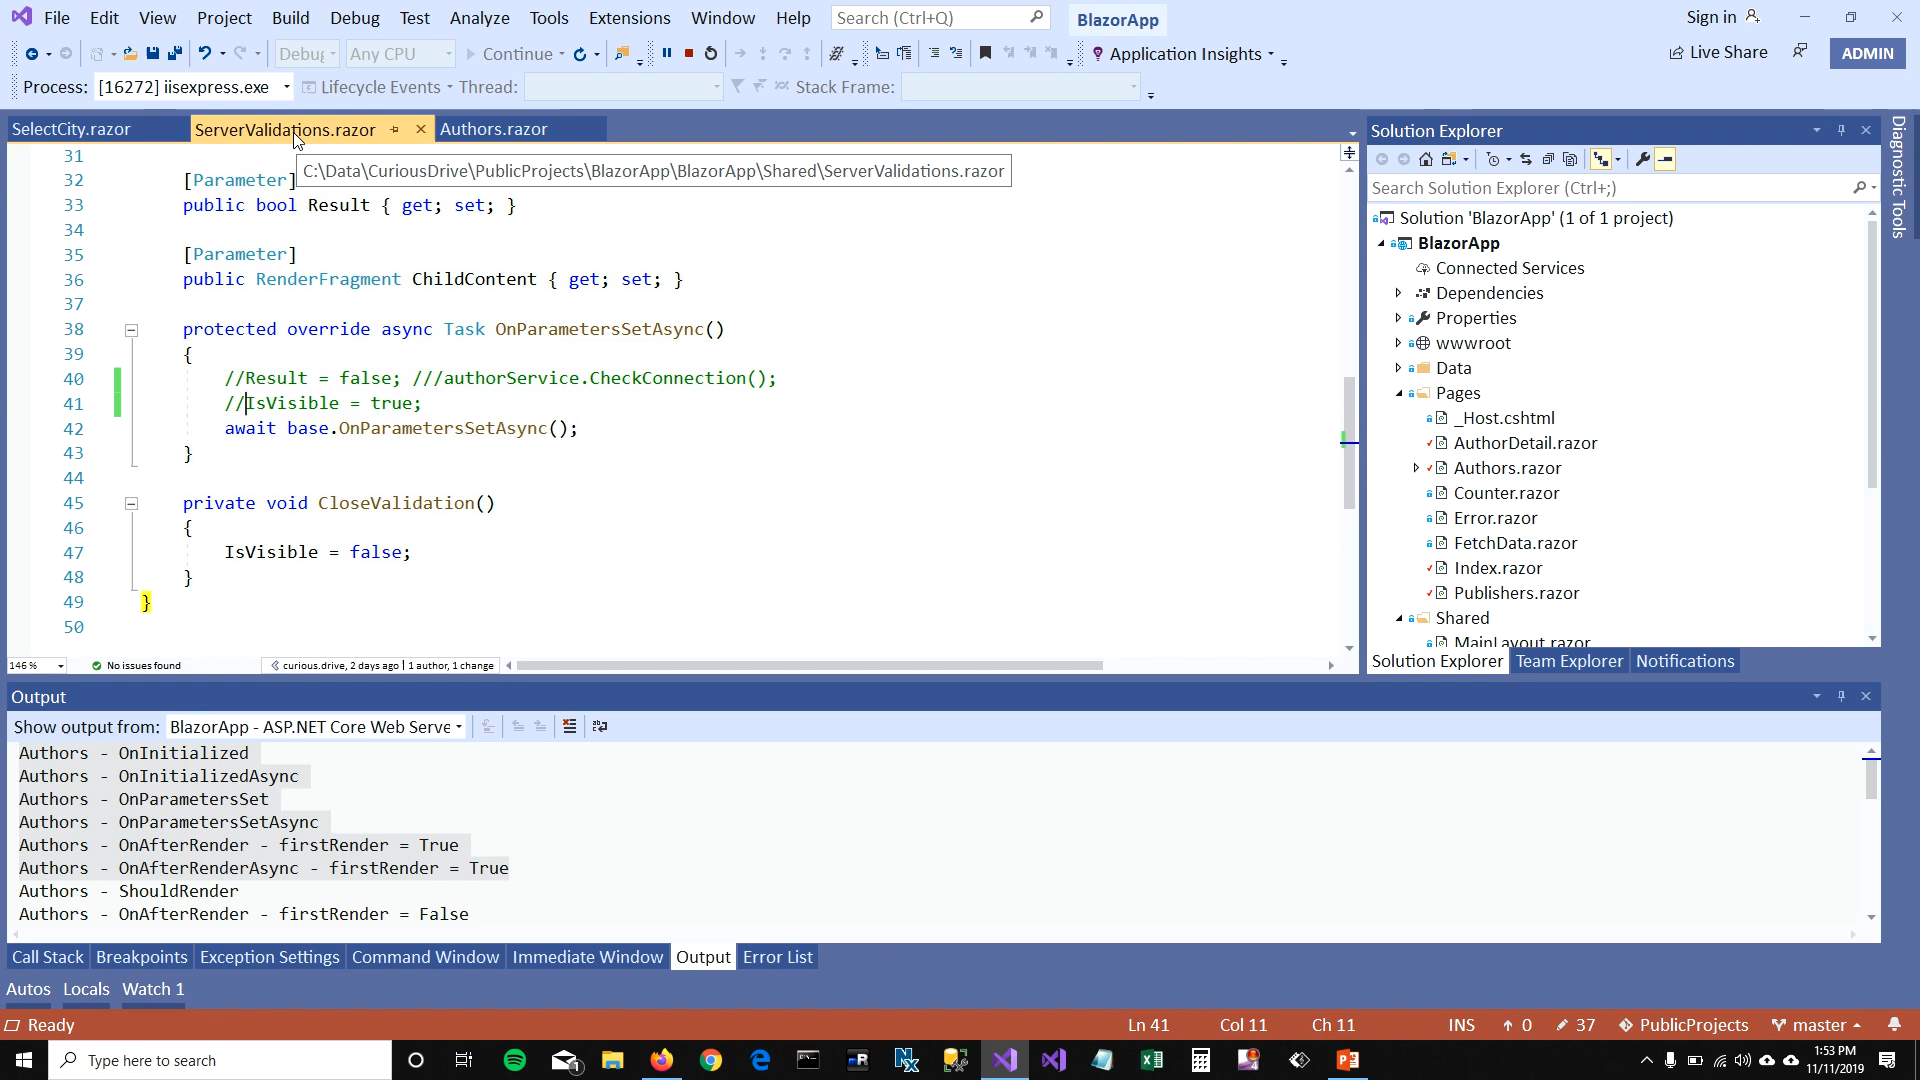 File Edit View Project Build Debug Test Analyze Tools Extensions Window Help Search (Ctrl+Q) BlazorApp Sign in
Debug Any CPU Continue Application Insights Live Share ADMIN
Process: [16272] iisexpress.exe Lifecycle Events Thread: Stack Frame:
SelectCity.razor ServerValidations.razor Authors.razor
C:\Data\CuriousDrive\PublicProjects\BlazorApp\BlazorApp\Shared\ServerValidations.razor
31
32 [Parameter]
33 public bool Result { get; set; }
34
35 [Parameter]
36 public RenderFragment ChildContent { get; set; }
37
38 protected override async Task OnParametersSetAsync()
39 {
40 //Result = false; ///authorService.CheckConnection();
41 //IsVisible = true;
42 await base.OnParametersSetAsync();
43 }
44
45 private void CloseValidation()
46 {
47 IsVisible = false;
48 }
49 }
50
146 % No issues found curious.drive, 2 days ago | 1 author, 1 change
Solution Explorer
Search Solution Explorer (Ctrl+;)
Solution 'BlazorApp' (1 of 1 project)
BlazorApp
Connected Services
Dependencies
Properties
wwwroot
Data
Pages
_Host.cshtml
AuthorDetail.razor
Authors.razor
Counter.razor
Error.razor
FetchData.razor
Index.razor
Publishers.razor
Shared
MainLayout.razor
Solution Explorer Team Explorer Notifications
Diagnostic Tools
Output
Show output from: BlazorApp - ASP.NET Core Web Serve
Authors - OnInitialized
Authors - OnInitializedAsync
Authors - OnParametersSet
Authors - OnParametersSetAsync
Authors - OnAfterRender - firstRender = True
Authors - OnAfterRenderAsync - firstRender = True
Authors - ShouldRender
Authors - OnAfterRender - firstRender = False
Call Stack Breakpoints Exception Settings Command Window Immediate Window Output Error List
Autos Locals Watch 1
Ready Ln 41 Col 11 Ch 11 INS 0 37 PublicProjects master
Type here to search
1:53 PM
11/11/2019